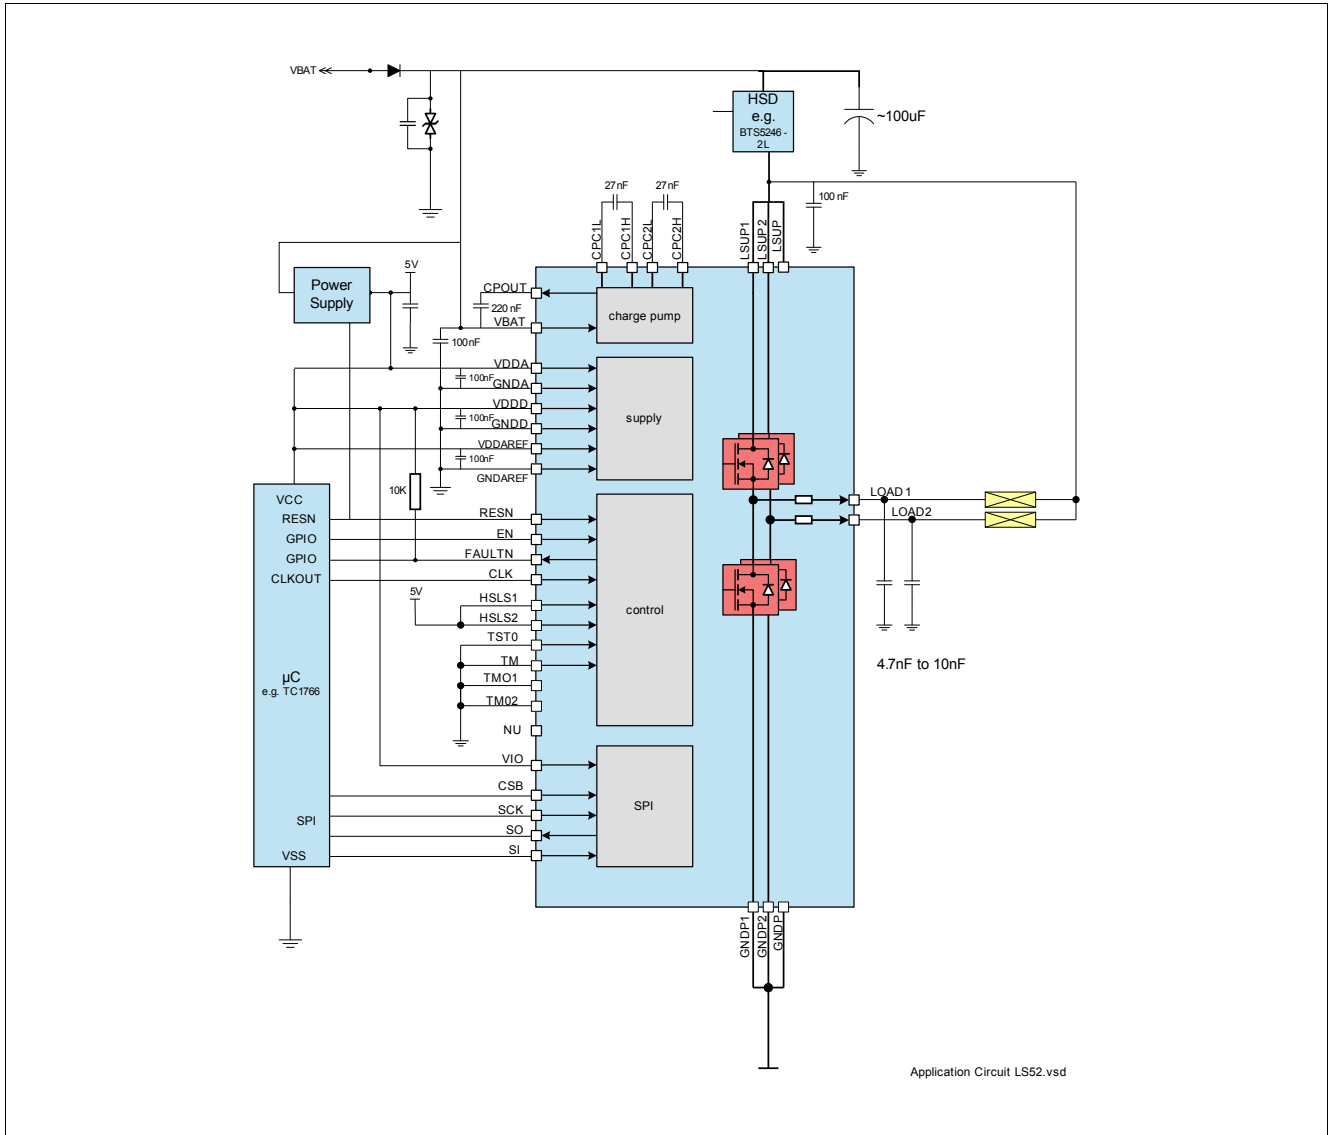 VBAT
HSD
e.g.
BTS5246 -
2L
~100uF
27nF
27nF
100 nF
CPC1L
CPC1H
CPC2L
CPC2H
LSUP1
LSUP2
LSUP
5V
Power
Supply
CPOUT
220 nF
VBAT
100nF
charge pump
VDDA
100nF
GNDA
VDDD
100nF
GNDD
VDDAREF
100nF
GNDAREF
supply
10K
VCC
RESN
GPIO
GPIO
CLKOUT
µC
e.g. TC1766
SPI
VSS
RESN
EN
FAULTN
CLK
5V
HSLS1
HSLS2
TST0
TM
TMO1
TM02
NU
control
VIO
CSB
SCK
SO
SI
SPI
LOAD1
LOAD2
4.7nF to 10nF
GNDP1
GNDP2
GNDP
Application Circuit LS52.vsd